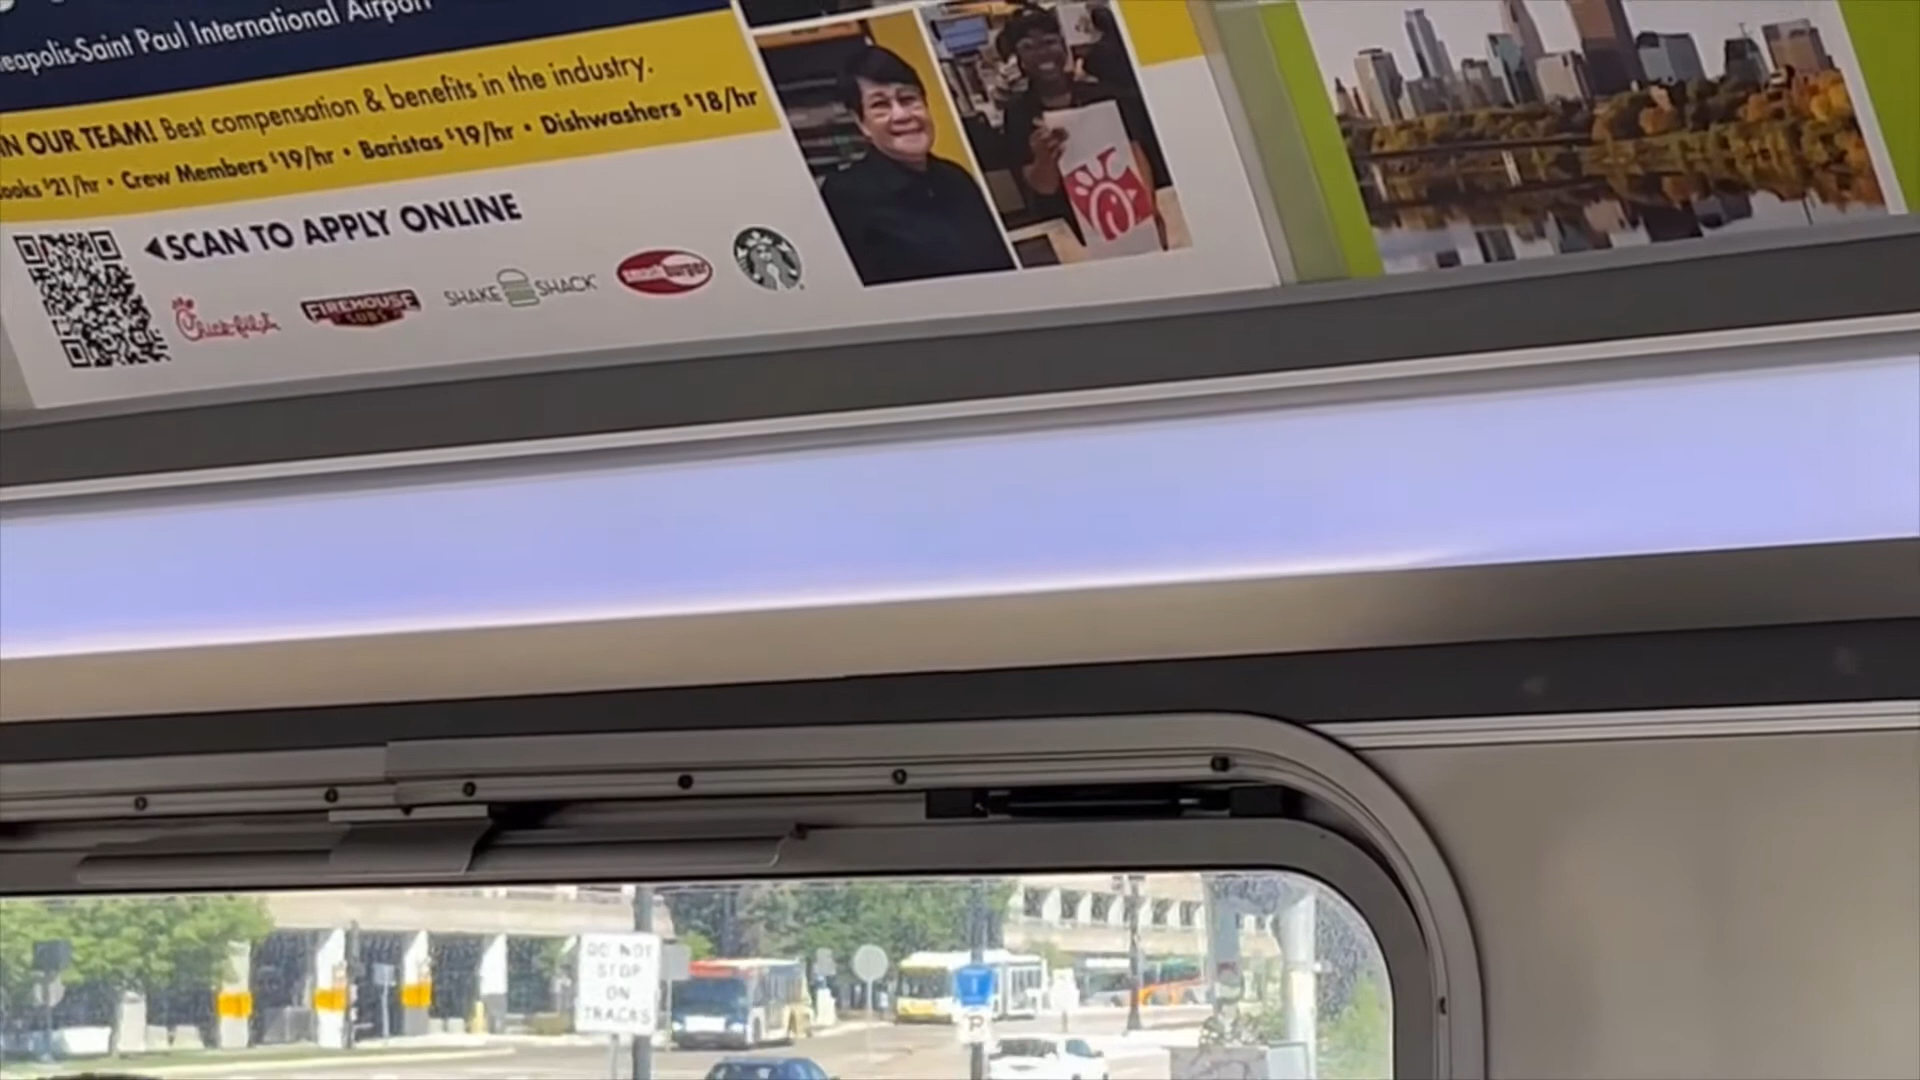 eapolis-Saint Paul International Airport
IN OUR TEAM! Best compensation & benefits in the industry.
ooks $21/hr • Crew Members $19/hr • Baristas $19/hr • Dishwashers $18/hr
SCAN TO APPLY ONLINE
Chick-fil-A
FIREHOUSE
SUBS
SHAKE SHACK
smashburger
DO NOT
STOP
ON
TRACKS
P